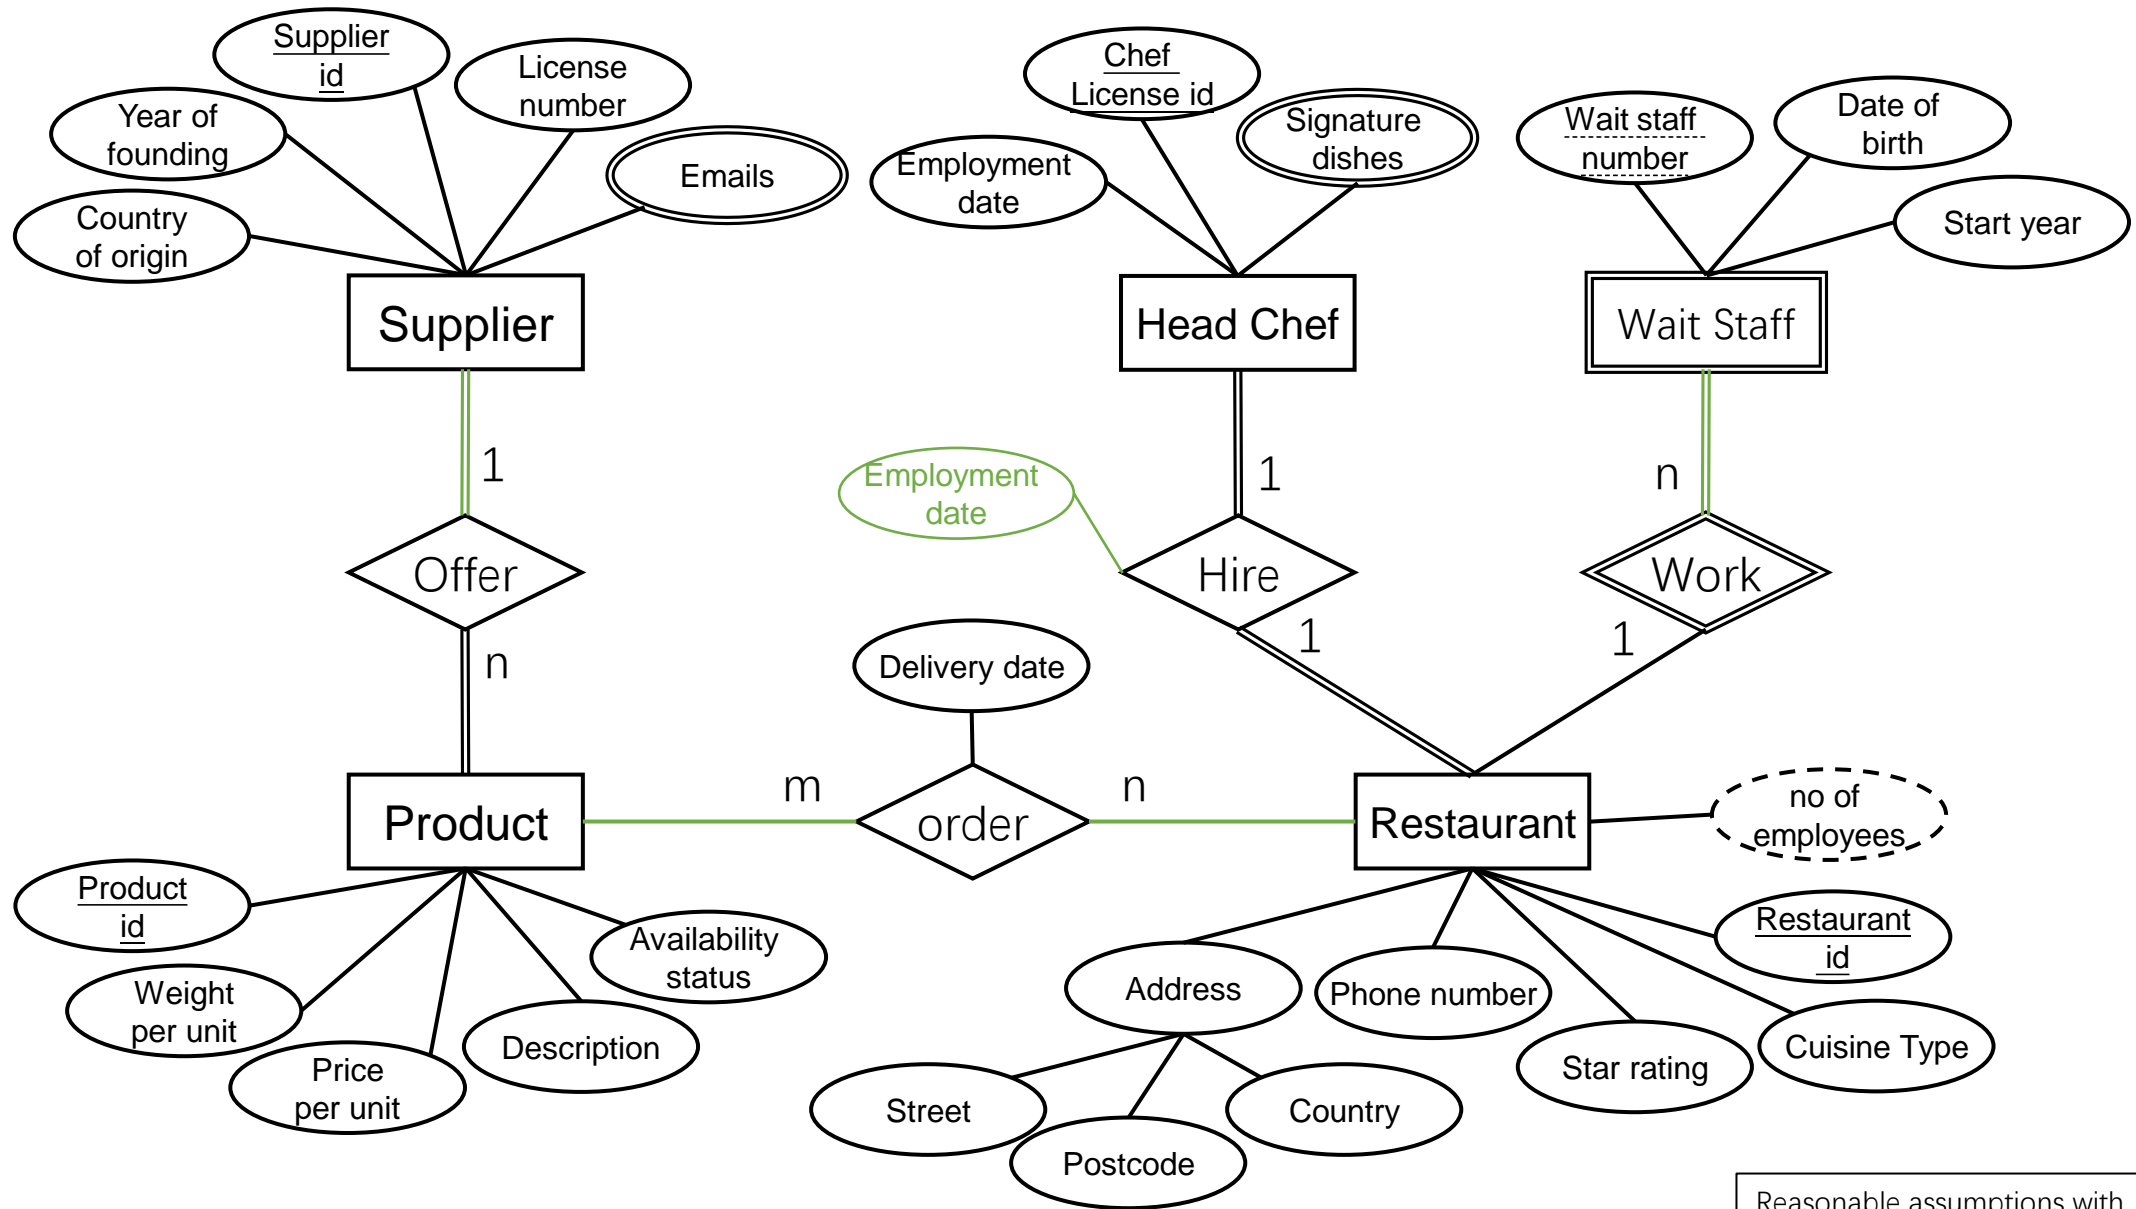 Supplier
id
License
number
Year of
founding
Emails
Country
of origin
Supplier
Chef
License id
Signature
dishes
Employment
date
Head Chef
Wait staff
number
Date of
birth
Start year
Wait Staff
1
Offer
n
Employment
date
1
Hire
1
n
Work
1
Delivery date
Product
m
order
n
Restaurant
no of
employees
Product
id
Weight
per unit
Price
per unit
Description
Availability
status
Address
Street
Postcode
Country
Phone number
Star rating
Cuisine Type
Restaurant
id
Reasonable assumptions with